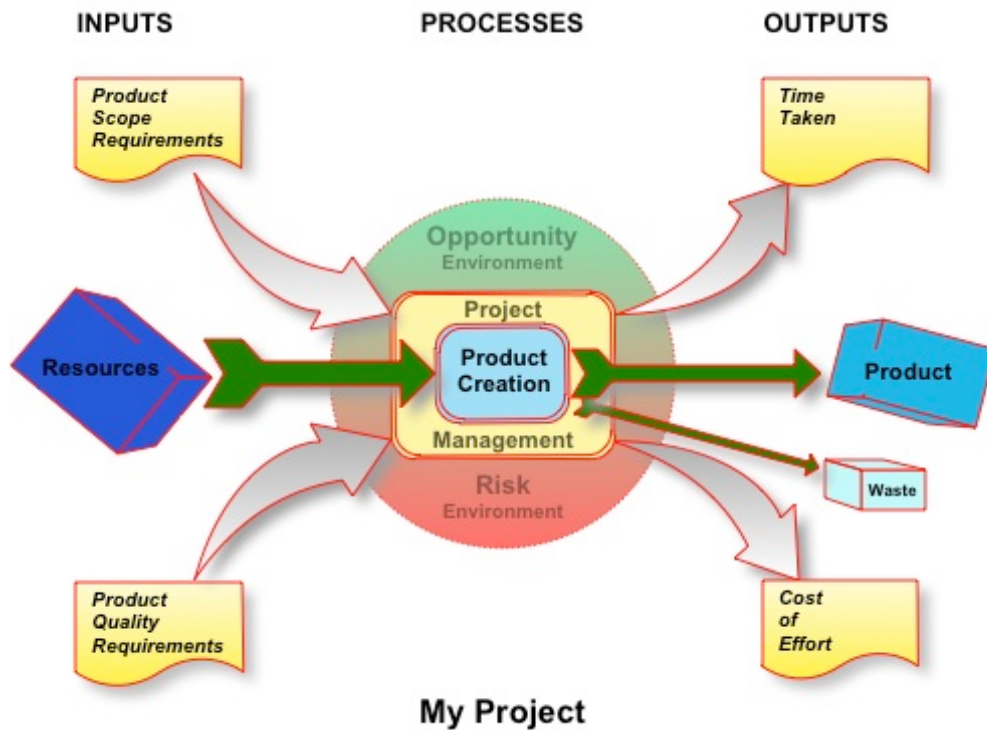 INPUTS
PROCESSES
OUTPUTS
Product
Scope
Requirements
Time
Taken
Opportunity
Environment
Project
Resources
Product
Creation
Product
Management
Waste
Risk
Environment
Product
Quality
Requirements
Cost
of
Effort
My Project